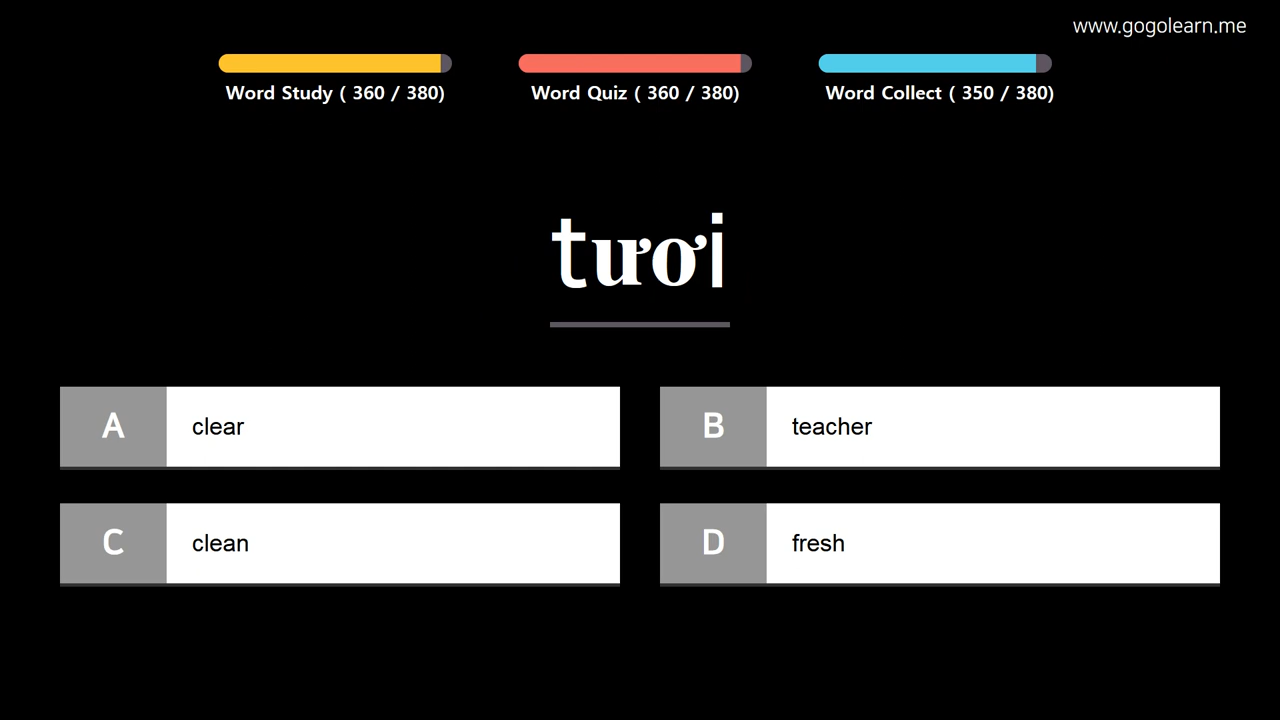 www.gogolearn.me
Word Study ( 360 / 380)
Word Quiz ( 360 / 380)
Word Collect ( 350 / 380)
tươi
A clear
B teacher
C clean
D fresh